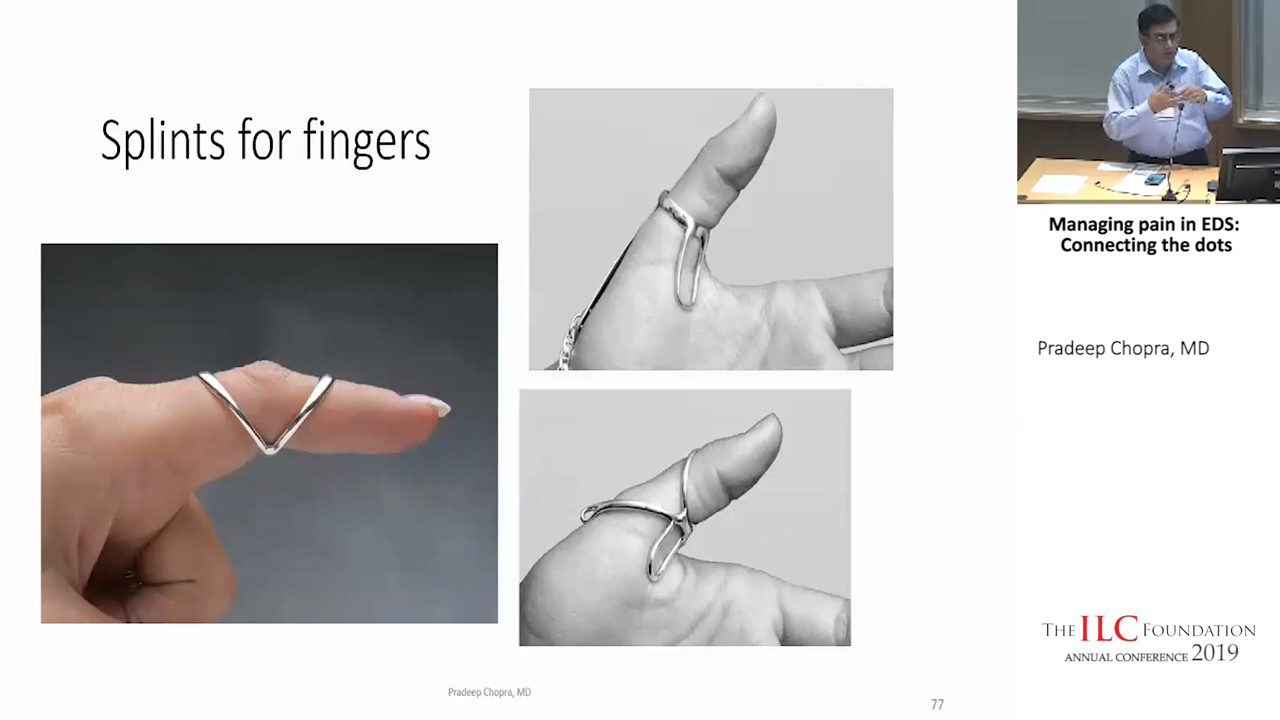 Splints for fingers
Pradeep Chopra, MD
77
Managing pain in EDS:
Connecting the dots
Pradeep Chopra, MD
THE ILC FOUNDATION
ANNUAL CONFERENCE 2019